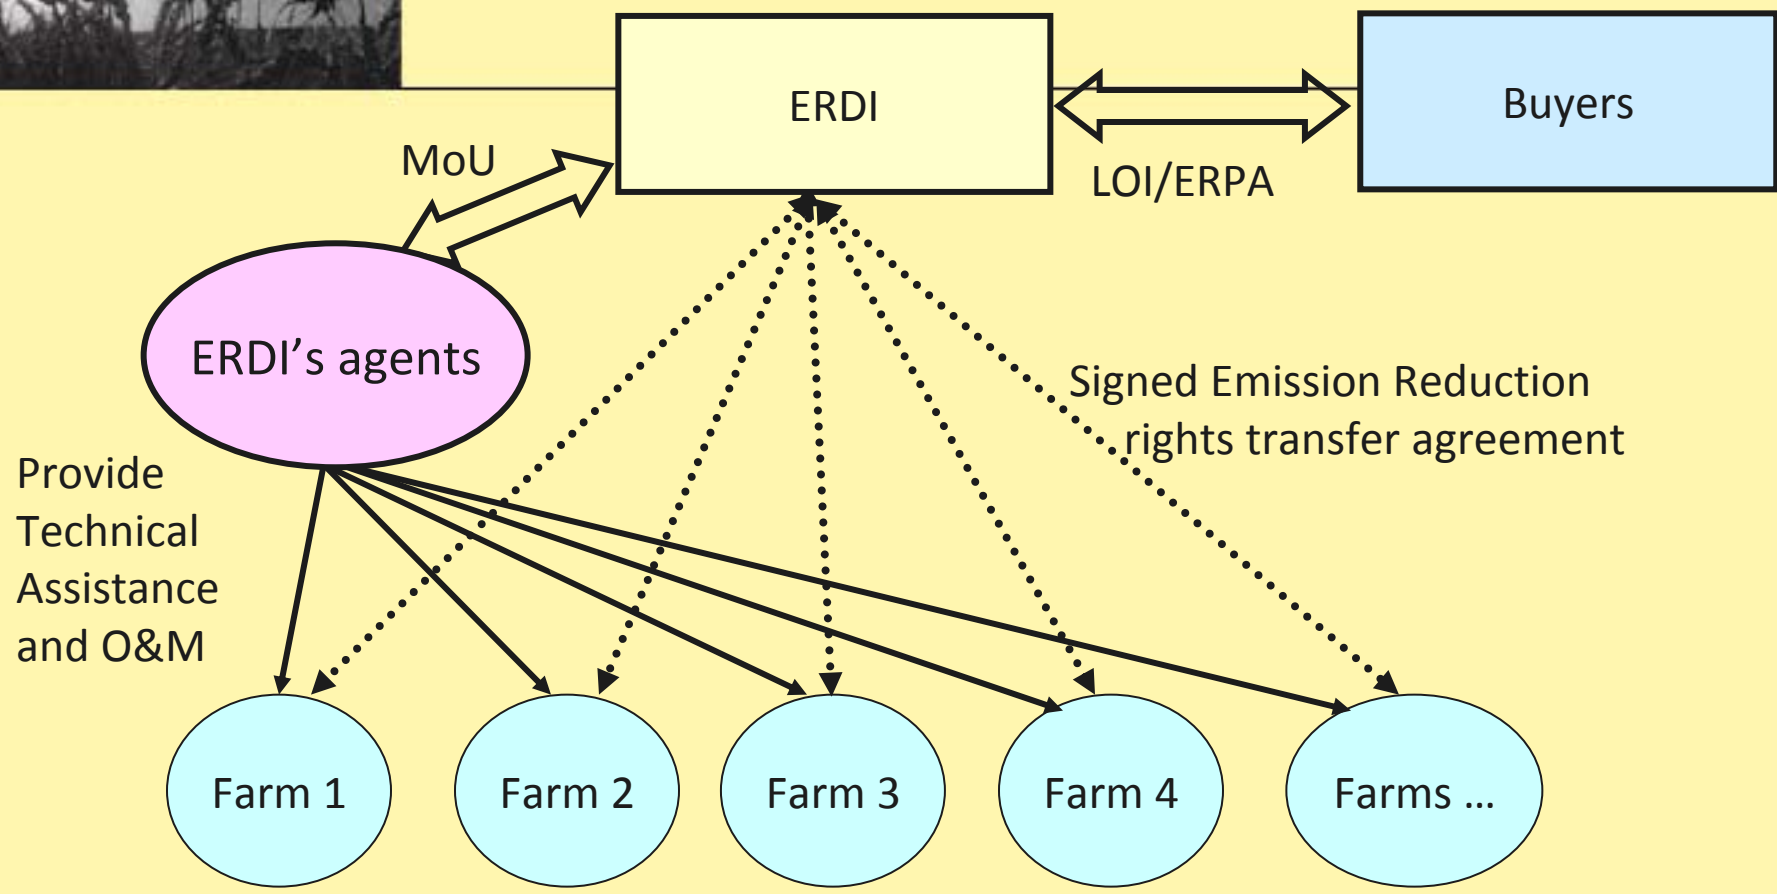 ERDI
Buyers
MoU
LOI/ERPA
ERDI’s agents
Signed Emission Reduction
rights transfer agreement
Provide
Technical
Assistance
and O&M
Farm 1
Farm 2
Farm 3
Farm 4
Farms ...